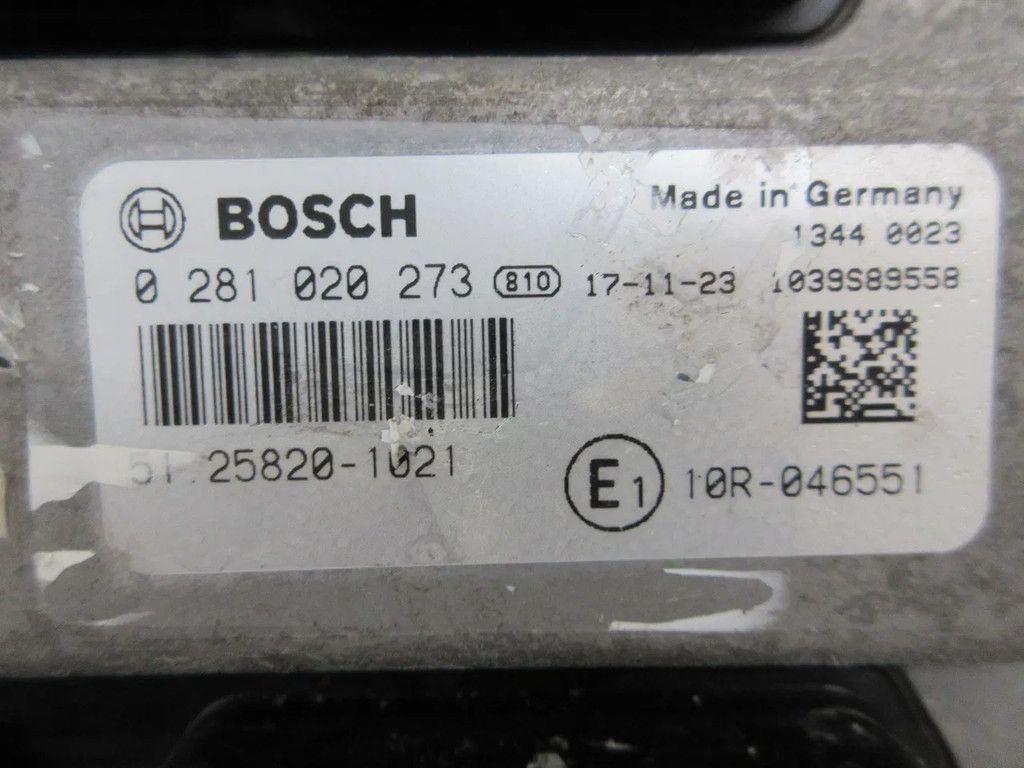 BOSCH
Made in Germany
1344 0023
0 281 020 273 810 17-11-23 1039S89558
51.25820-1021
E1 10R-046551